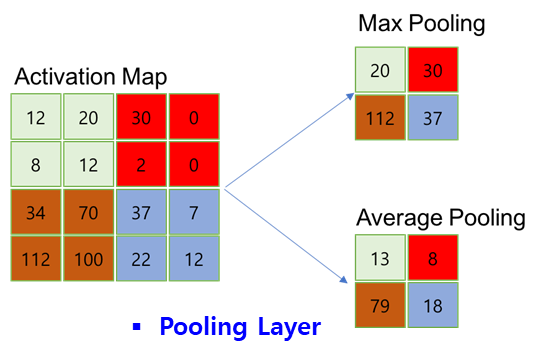 Activation Map
12 20 30 0
8 12 2 0
34 70 37 7
112 100 22 12
Max Pooling
20 30
112 37
Average Pooling
13 8
79 18
▪ Pooling Layer